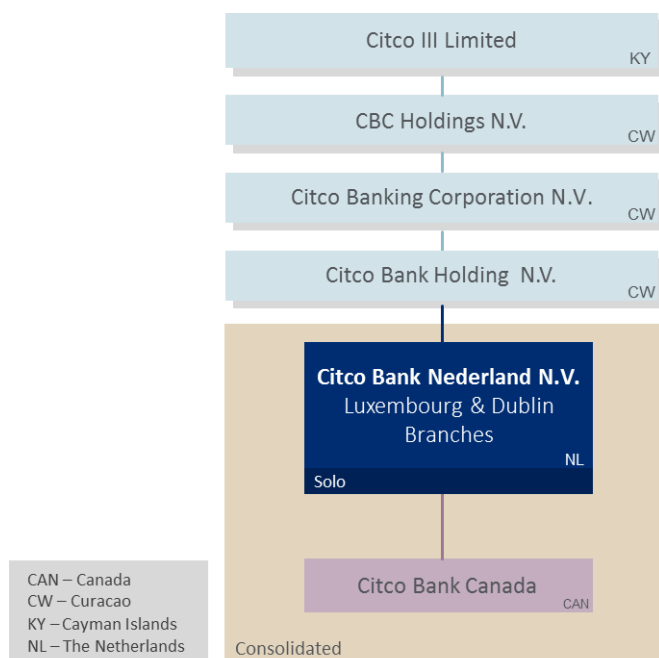 Citco III Limited
KY
CBC Holdings N.V.
CW
Citco Banking Corporation N.V.
CW
Citco Bank Holding N.V.
CW
Citco Bank Nederland N.V.
Luxembourg & Dublin
Branches
NL
Solo
Citco Bank Canada
CAN
Consolidated
CAN – Canada
CW – Curacao
KY – Cayman Islands
NL – The Netherlands